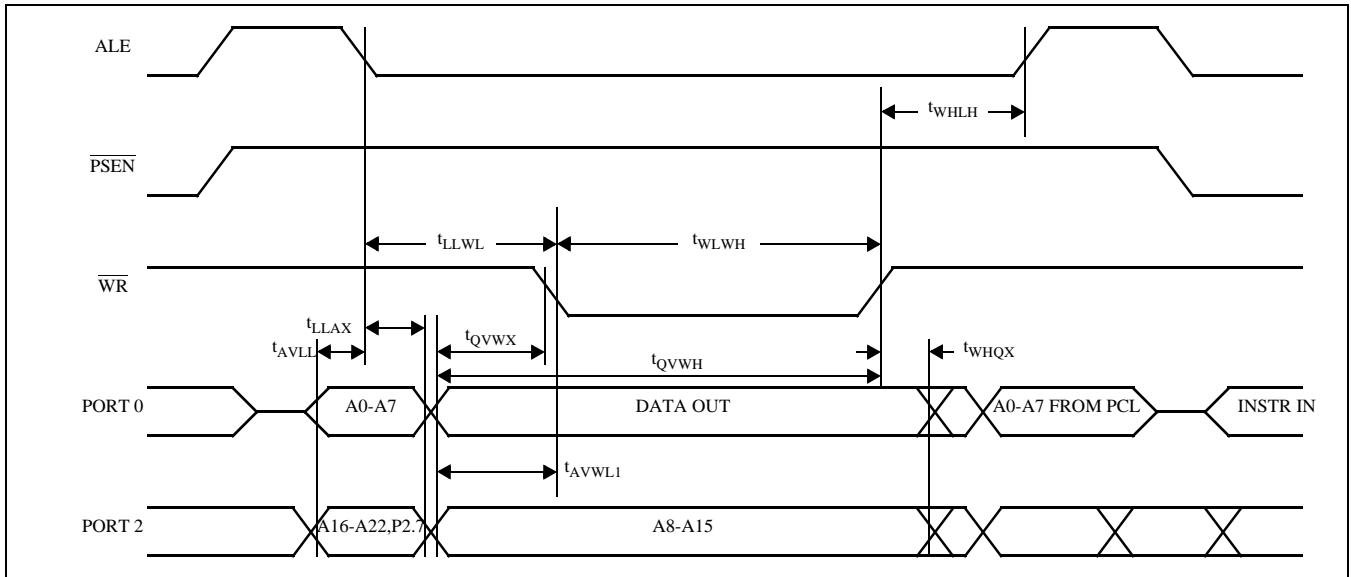 ALE
tWHLH
PSEN
tLLWL
tWLWH
WR
tLLAX
tAVLL
tQVWX
tQVWH
tWHQX
PORT 0
A0-A7
DATA OUT
A0-A7 FROM PCL
INSTR IN
tAVWL1
PORT 2
A16-A22,P2.7
A8-A15